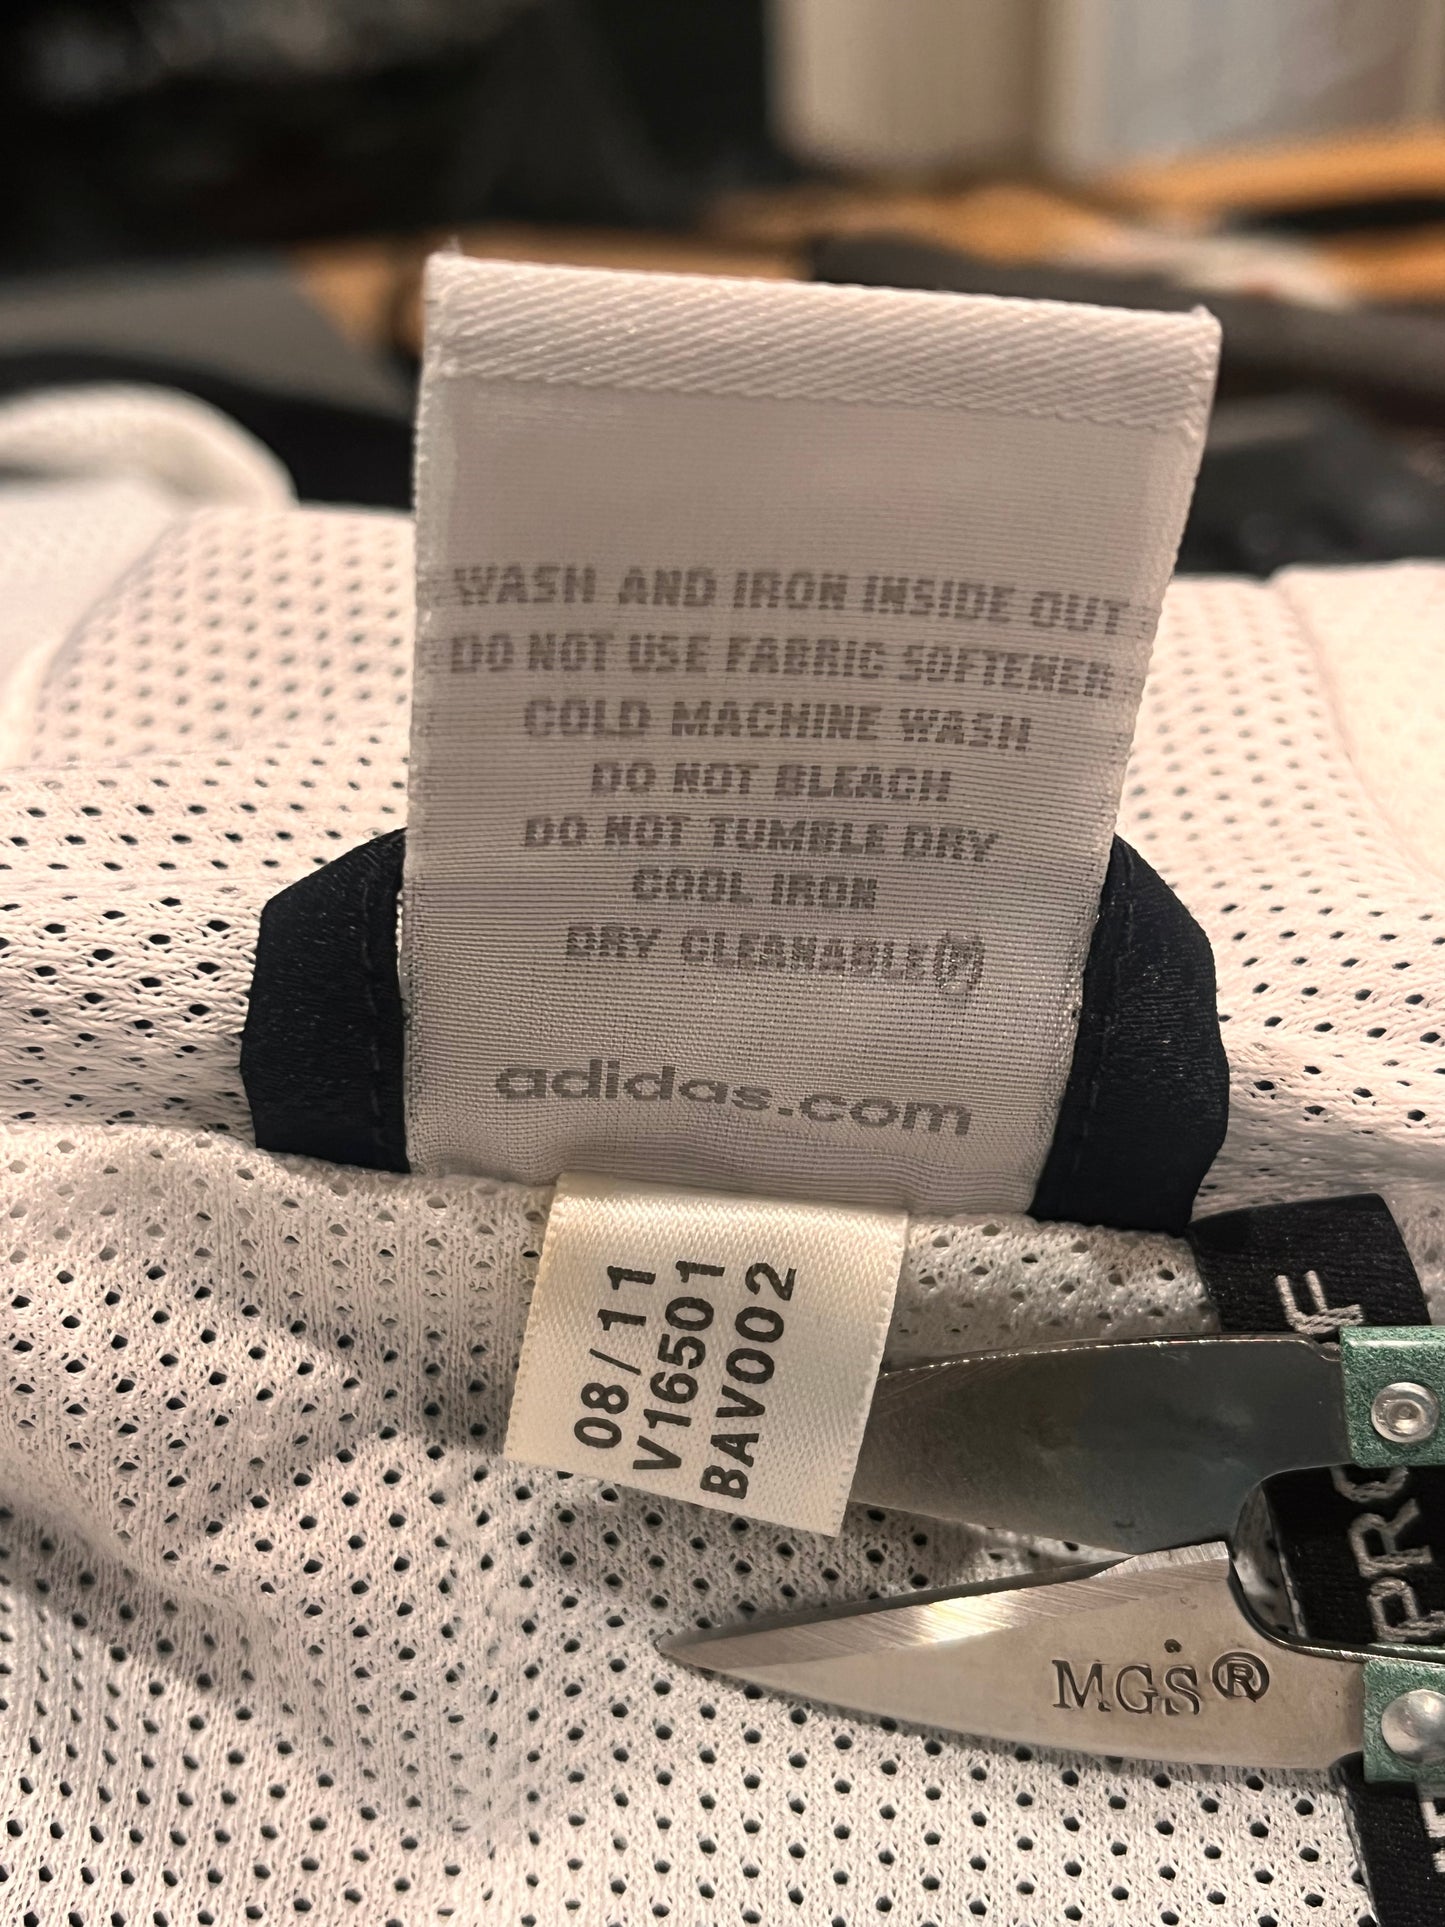 WASH AND IRON INSIDE OUT
DO NOT USE FABRIC SOFTENER
COLD MACHINE WASH
DO NOT BLEACH
DO NOT TUMBLE DRY
COOL IRON
DRY CLEANABLE(P)
adidas.com
08/11
V16501
BAV002
MGS®
PRO
F